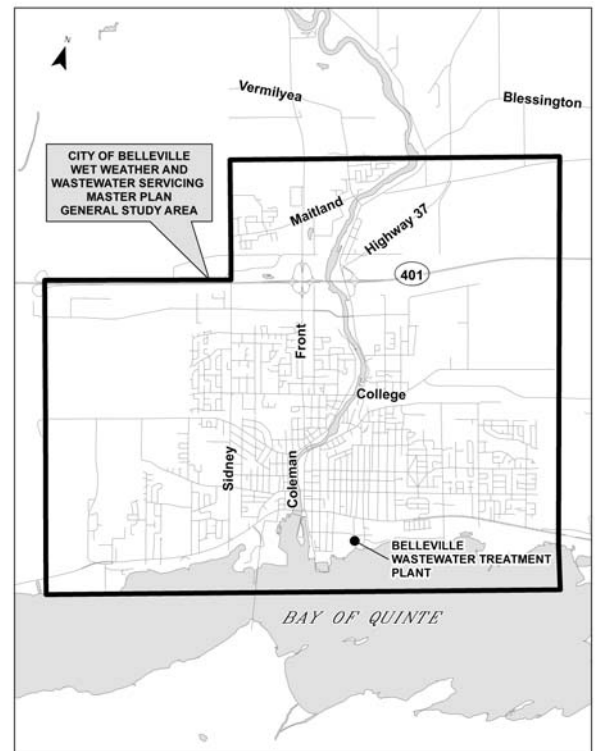 N
Vermilyea
Blessington
CITY OF BELLEVILLE
WET WEATHER AND
WASTEWATER SERVICING
MASTER PLAN
GENERAL STUDY AREA
Maitland
Highway 37
401
Front
College
Sidney
Coleman
BELLEVILLE
WASTEWATER TREATMENT
PLANT
BAY OF QUINTE